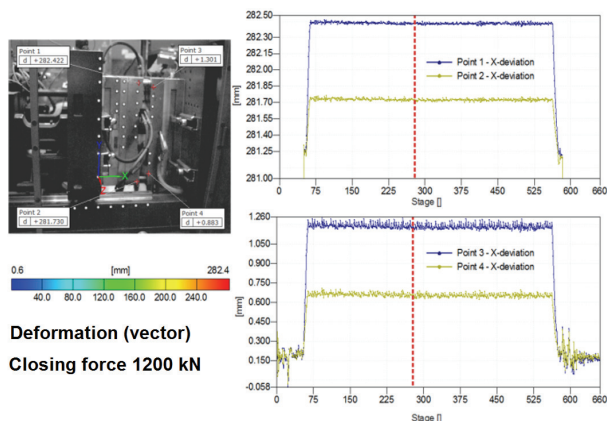 Point 1
d +282.422
Point 3
d +1.301
X
Z
Point 2
d +281.730
Point 4
d +0.883
0.6 [mm] 282.4
40.0 80.0 120.0 160.0 200.0 240.0
Deformation (vector)
Closing force 1200 kN
282.50
282.25
282.10
281.95
281.70
281.55
281.40
281.25
281.00
[mm]
Point 1 - X-deviation
Point 2 - X-deviation
0 75 150 225 300 375 450 525 600 660
Stage []
1.260
1.050
0.900
0.750
0.600
0.450
0.300
0.150
-0.058
[mm]
Point 3 - X-deviation
Point 4 - X-deviation
0 75 150 225 300 375 450 525 600 660
Stage []